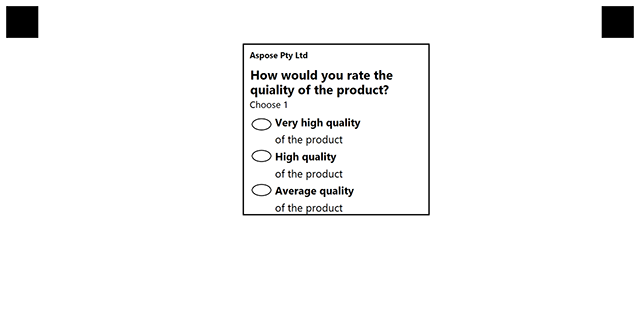 Aspose Pty Ltd
How would you rate the
quiality of the product?
Choose 1
Very high quality
of the product
High quality
of the product
Average quality
of the product